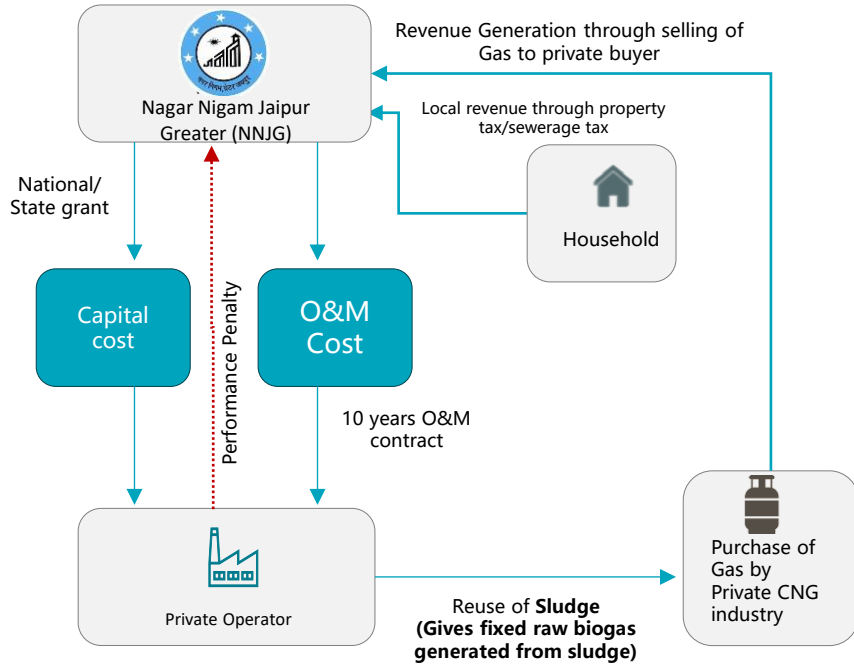 Revenue Generation through selling of
Gas to private buyer
Nagar Nigam Jaipur
Greater (NNJG)
Local revenue through property
tax/sewerage tax
National/
State grant
Household
Capital
cost
O&M
Cost
Performance Penalty
10 years O&M
contract
Purchase of
Gas by
Private CNG
industry
Private Operator
Reuse of Sludge
(Gives fixed raw biogas
generated from sludge)